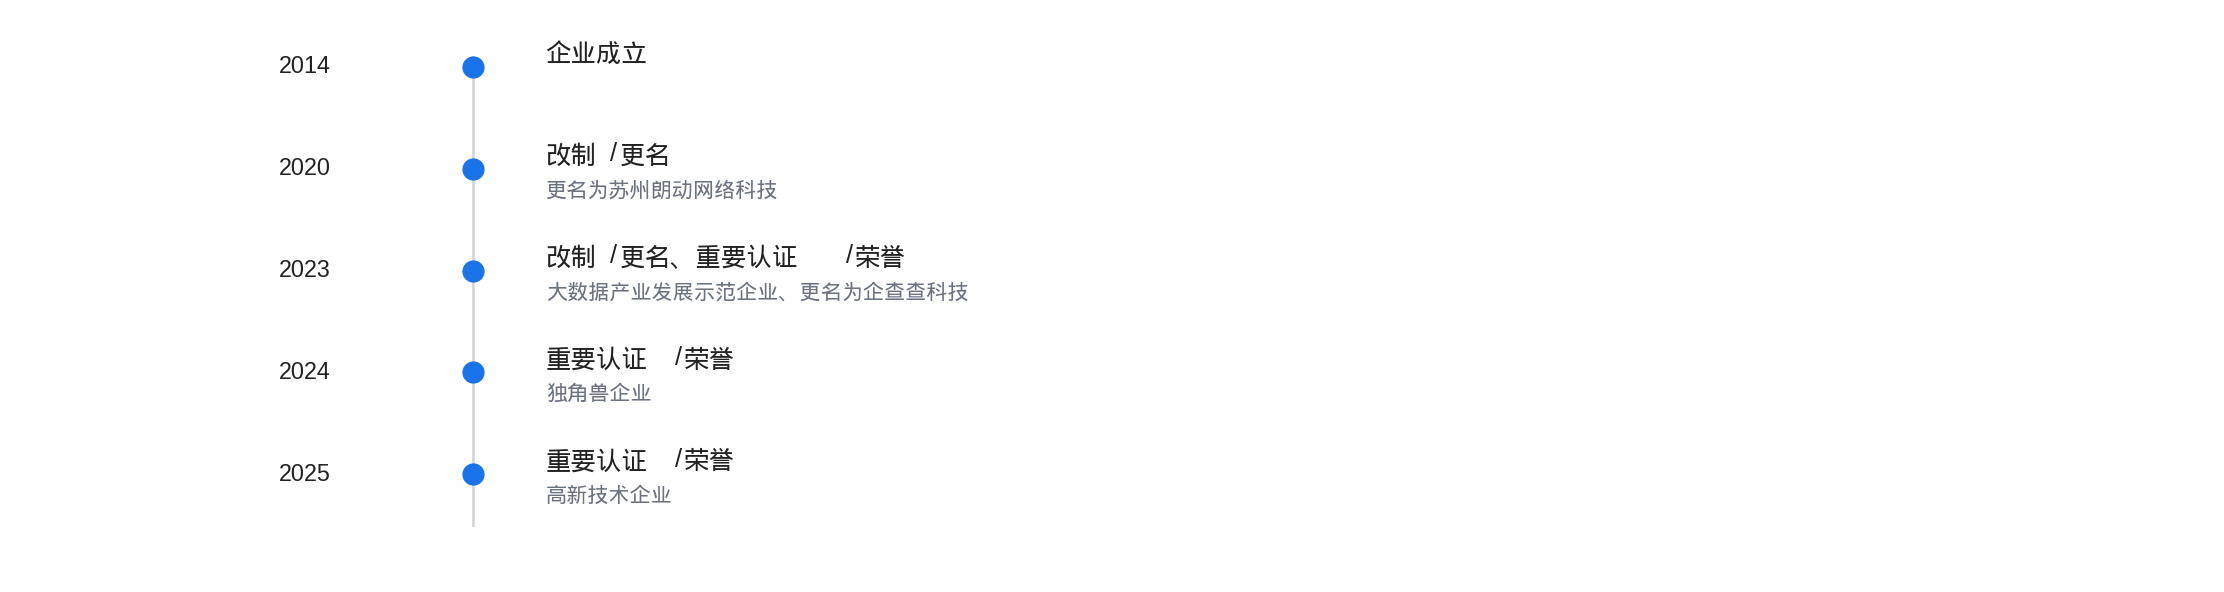 2014
企业成立
2020
改制 /更名
更名为苏州朗动网络科技
2023
改制 /更名、重要认证 /荣誉
大数据产业发展示范企业、更名为企查查科技
2024
重要认证 /荣誉
独角兽企业
2025
重要认证 /荣誉
高新技术企业